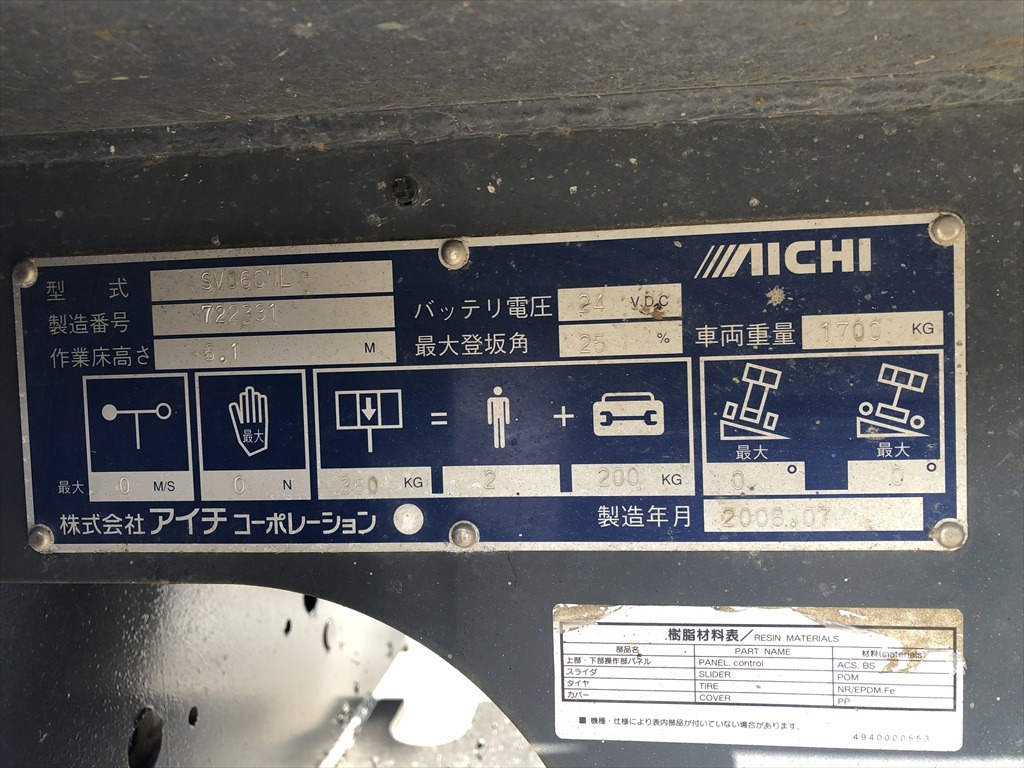 AICHI
型 式 SV06CNL
製造番号 722331
作業床高さ 6.1 M
バッテリ電圧 24 V.D.C
最大登坂角 25 %
車両重量 1700 KG
最大
= +
最大 最大
最大 0 M/S
0 N
360 KG
2
200 KG
0 °
0 °
株式会社 アイチ コーポレーション
製造年月 2008.07
樹脂材料表/RESIN MATERIALS
部品名 PART NAME 材料(materials)
上部・下部操作部パネル PANEL, control ACS, BS
スライダ SLIDER POM
タイヤ TIRE NR/EPDM,Fe
カバー COVER PP
■ 機種・仕様により表内部品が付いていない場合があります。
4940000553